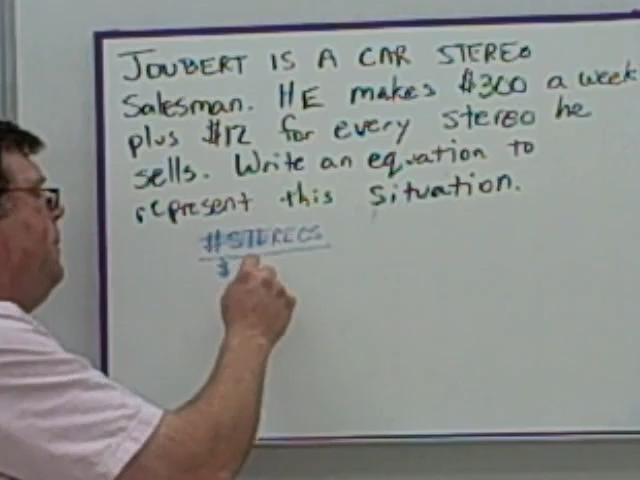 JOUBERT IS A CAR STEREO
Salesman. HE makes $300 a week
plus $12 for every stereo he
sells. Write an equation to
represent this situation.
#STEREOS